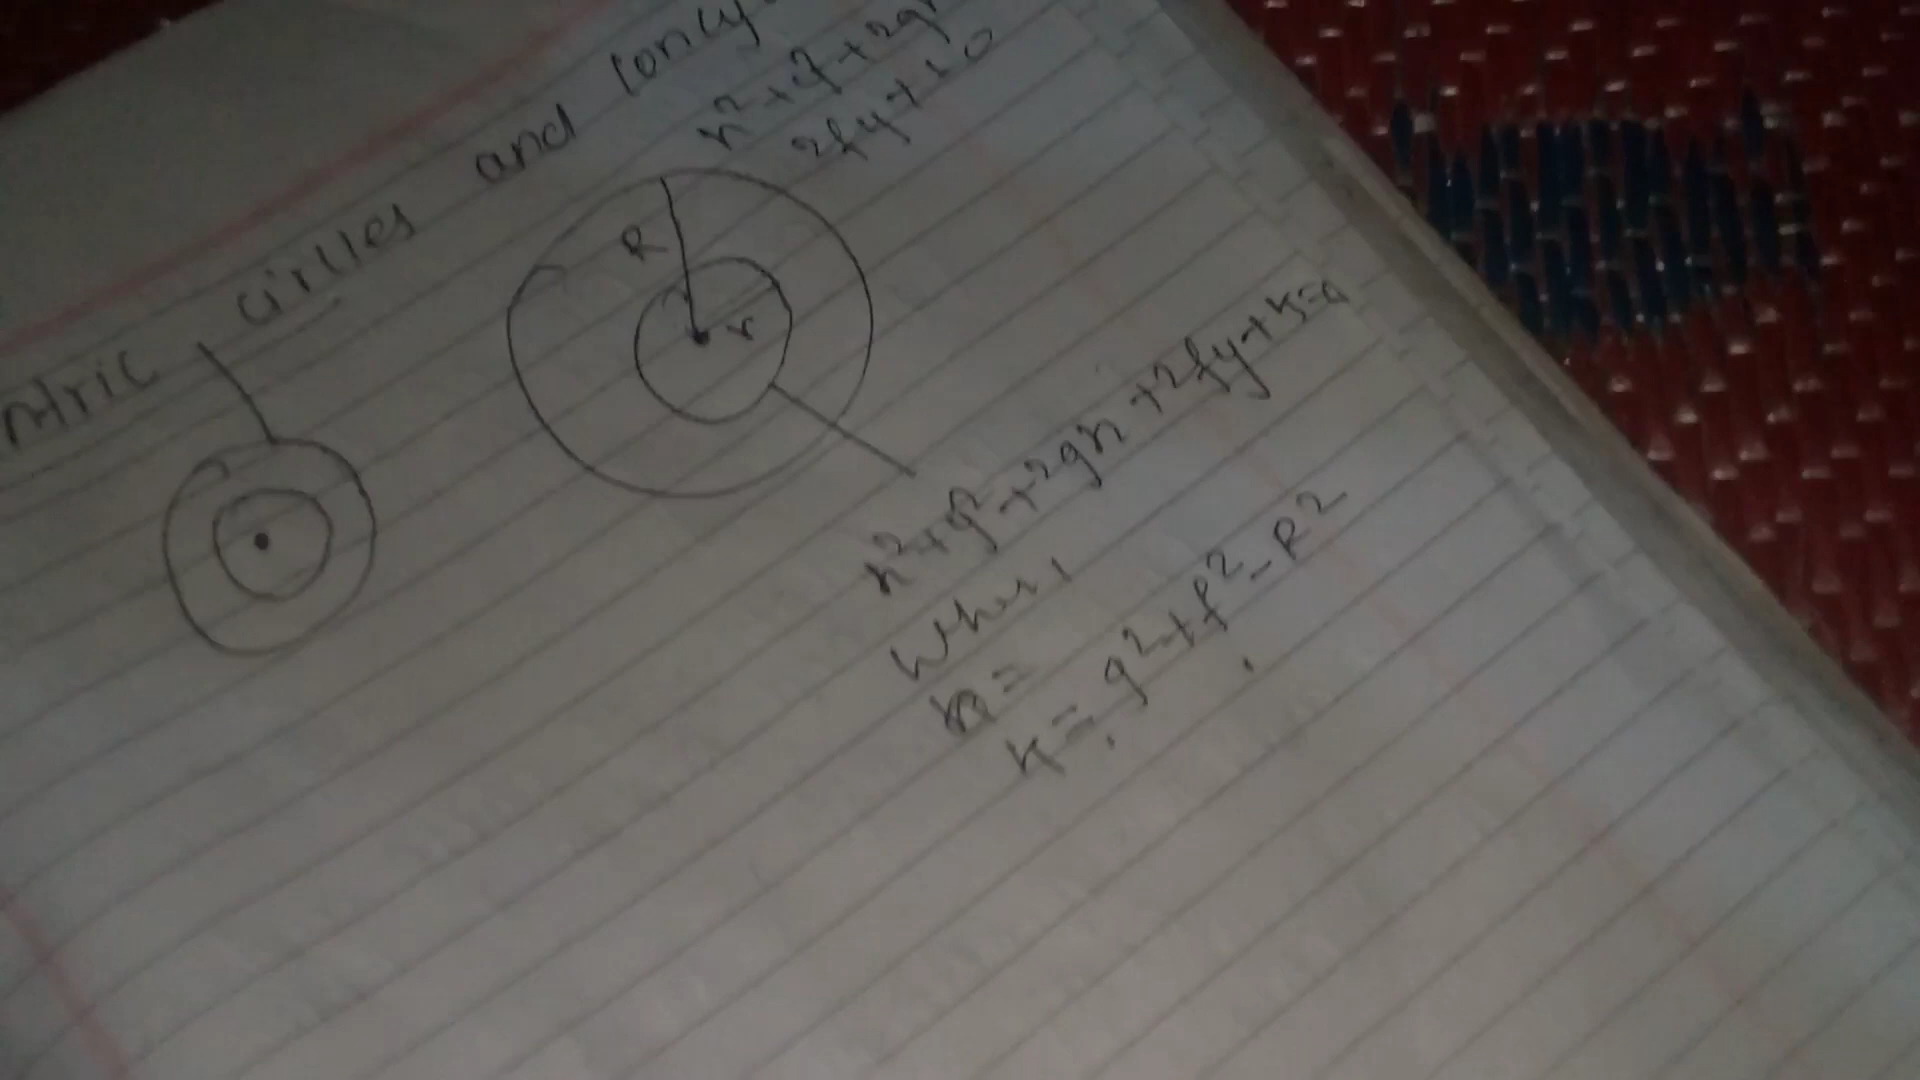 ntric circles and concy
x²+y²+2gx
2fy+ 0
R
r
x²+y²+2gx+2fy+k=0
Where,
k=
k= g²+f²-R²